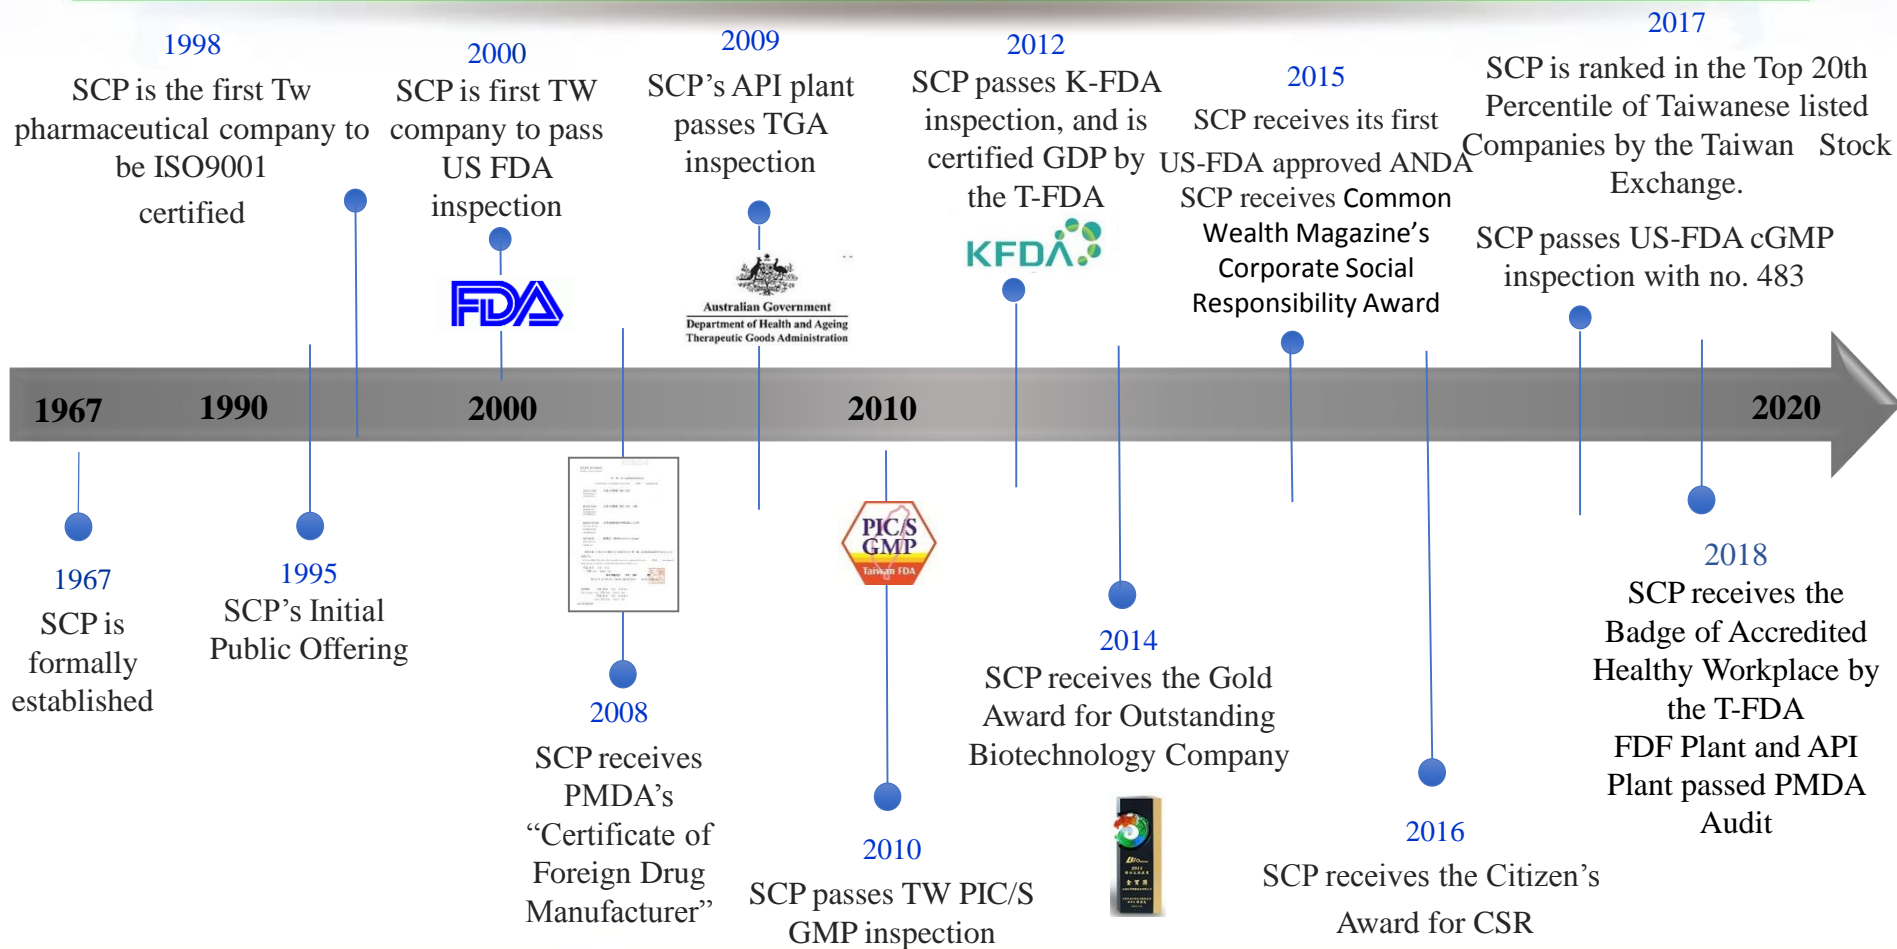 1998
SCP is the first Tw
pharmaceutical company to
be ISO9001
certified
2000
SCP is first TW
company to pass
US FDA
inspection
FDA
2009
SCP's API plant
passes TGA
inspection
Australian Government
Department of Health and Ageing
Therapeutic Goods Administration
2012
SCP passes K-FDA
inspection, and is
certified GDP by
the T-FDA
KFDA
2015
SCP receives its first
US-FDA approved ANDA
SCP receives Common
Wealth Magazine's
Corporate Social
Responsibility Award
2017
SCP is ranked in the Top 20th
Percentile of Taiwanese listed
Companies by the Taiwan Stock
Exchange.
SCP passes US-FDA cGMP
inspection with no. 483
1967 1990 2000 2010 2020
1967
SCP is
formally
established
1995
SCP's Initial
Public Offering
2008
SCP receives
PMDA's
“Certificate of
Foreign Drug
Manufacturer”
PIC/S
GMP
Taiwan FDA
2010
SCP passes TW PIC/S
GMP inspection
2014
SCP receives the Gold
Award for Outstanding
Biotechnology Company
2016
SCP receives the Citizen's
Award for CSR
2018
SCP receives the
Badge of Accredited
Healthy Workplace by
the T-FDA
FDF Plant and API
Plant passed PMDA
Audit